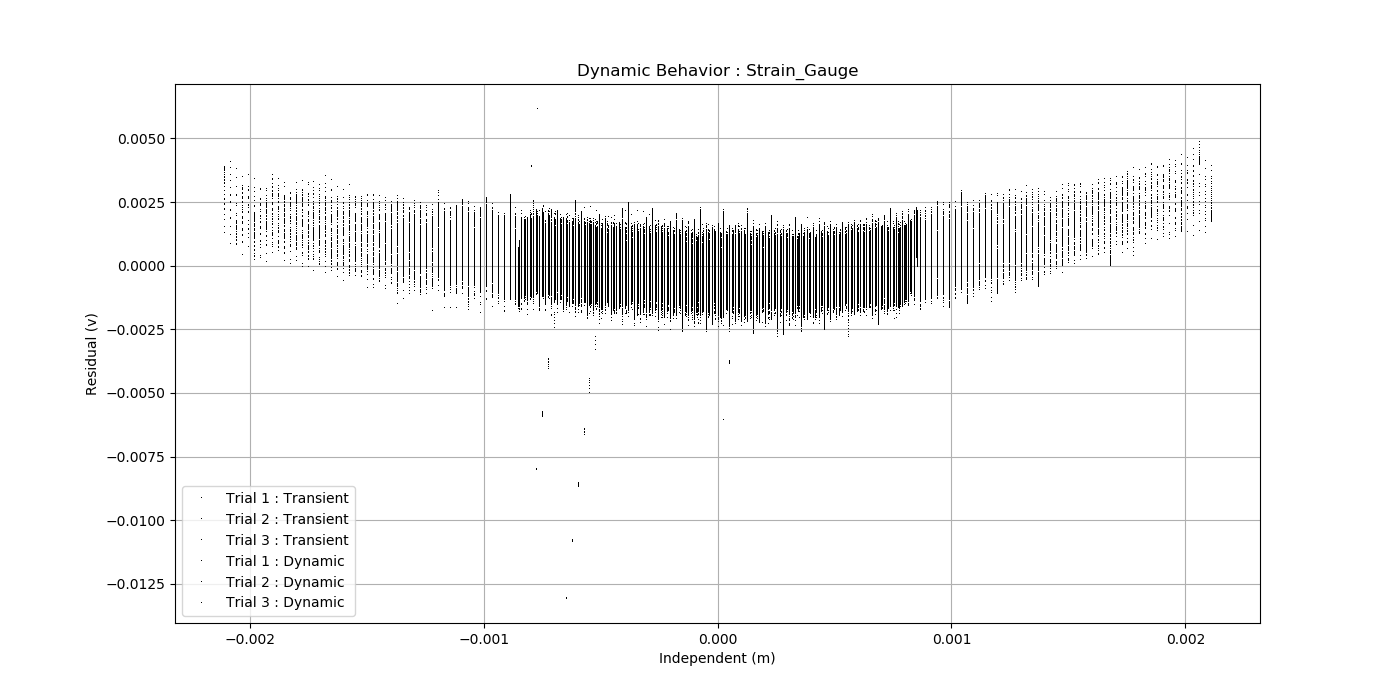 Dynamic Behavior : Strain_Gauge
0.0050
0.0025
0.0000
−0.0025
−0.0050
−0.0075
−0.0100
−0.0125
Residual (v)
Trial 1 : Transient
Trial 2 : Transient
Trial 3 : Transient
Trial 1 : Dynamic
Trial 2 : Dynamic
Trial 3 : Dynamic
−0.002 −0.001 0.000 0.001 0.002
Independent (m)